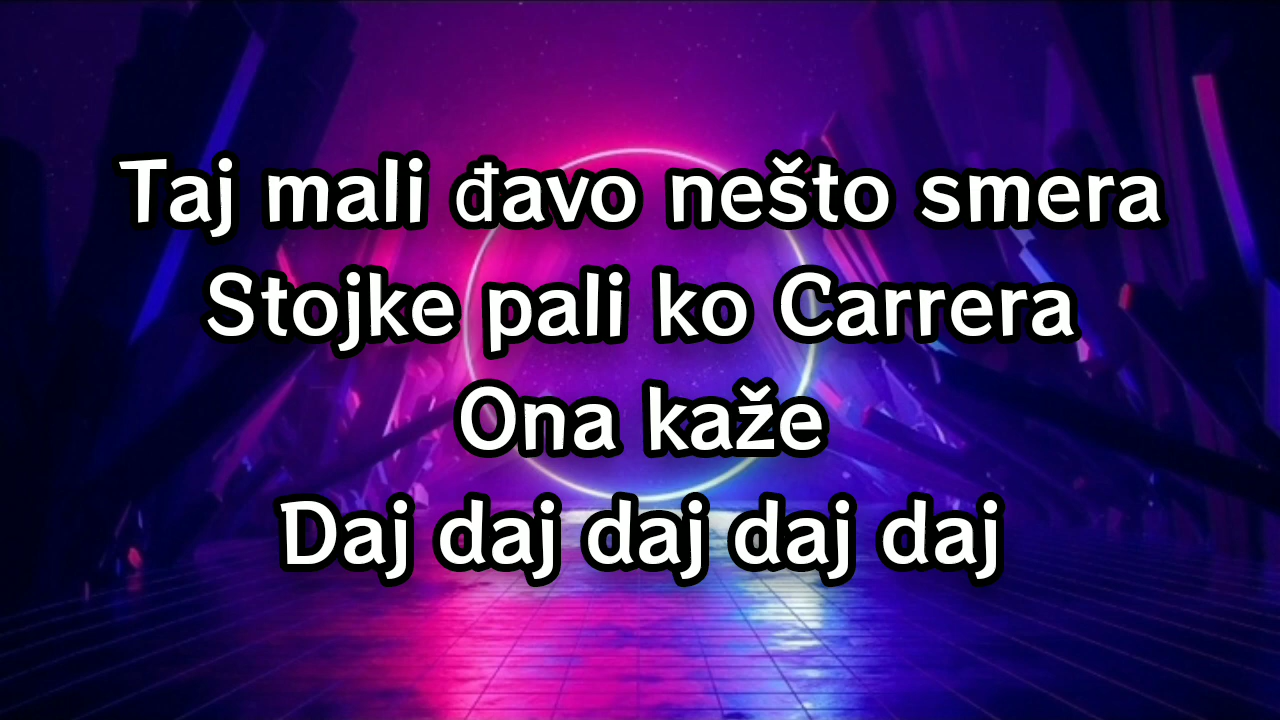 Taj mali đavo nešto smera
Stojke pali ko Carrera
Ona kaže
Daj daj daj daj daj